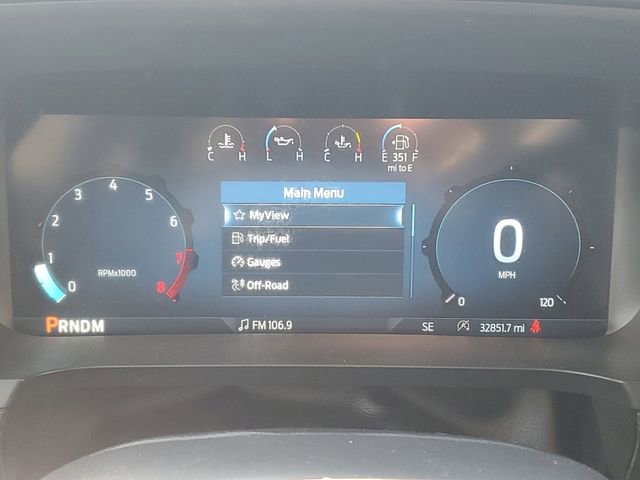 C H L H C H E 351 F
mi to E
Main Menu
MyView
Trip/Fuel
Gauges
Off-Road
4
3 5
2 6
1 7
0 8
RPMx1000
0
MPH
0 120
PRNDM
FM 106.9
SE 32851.7 mi